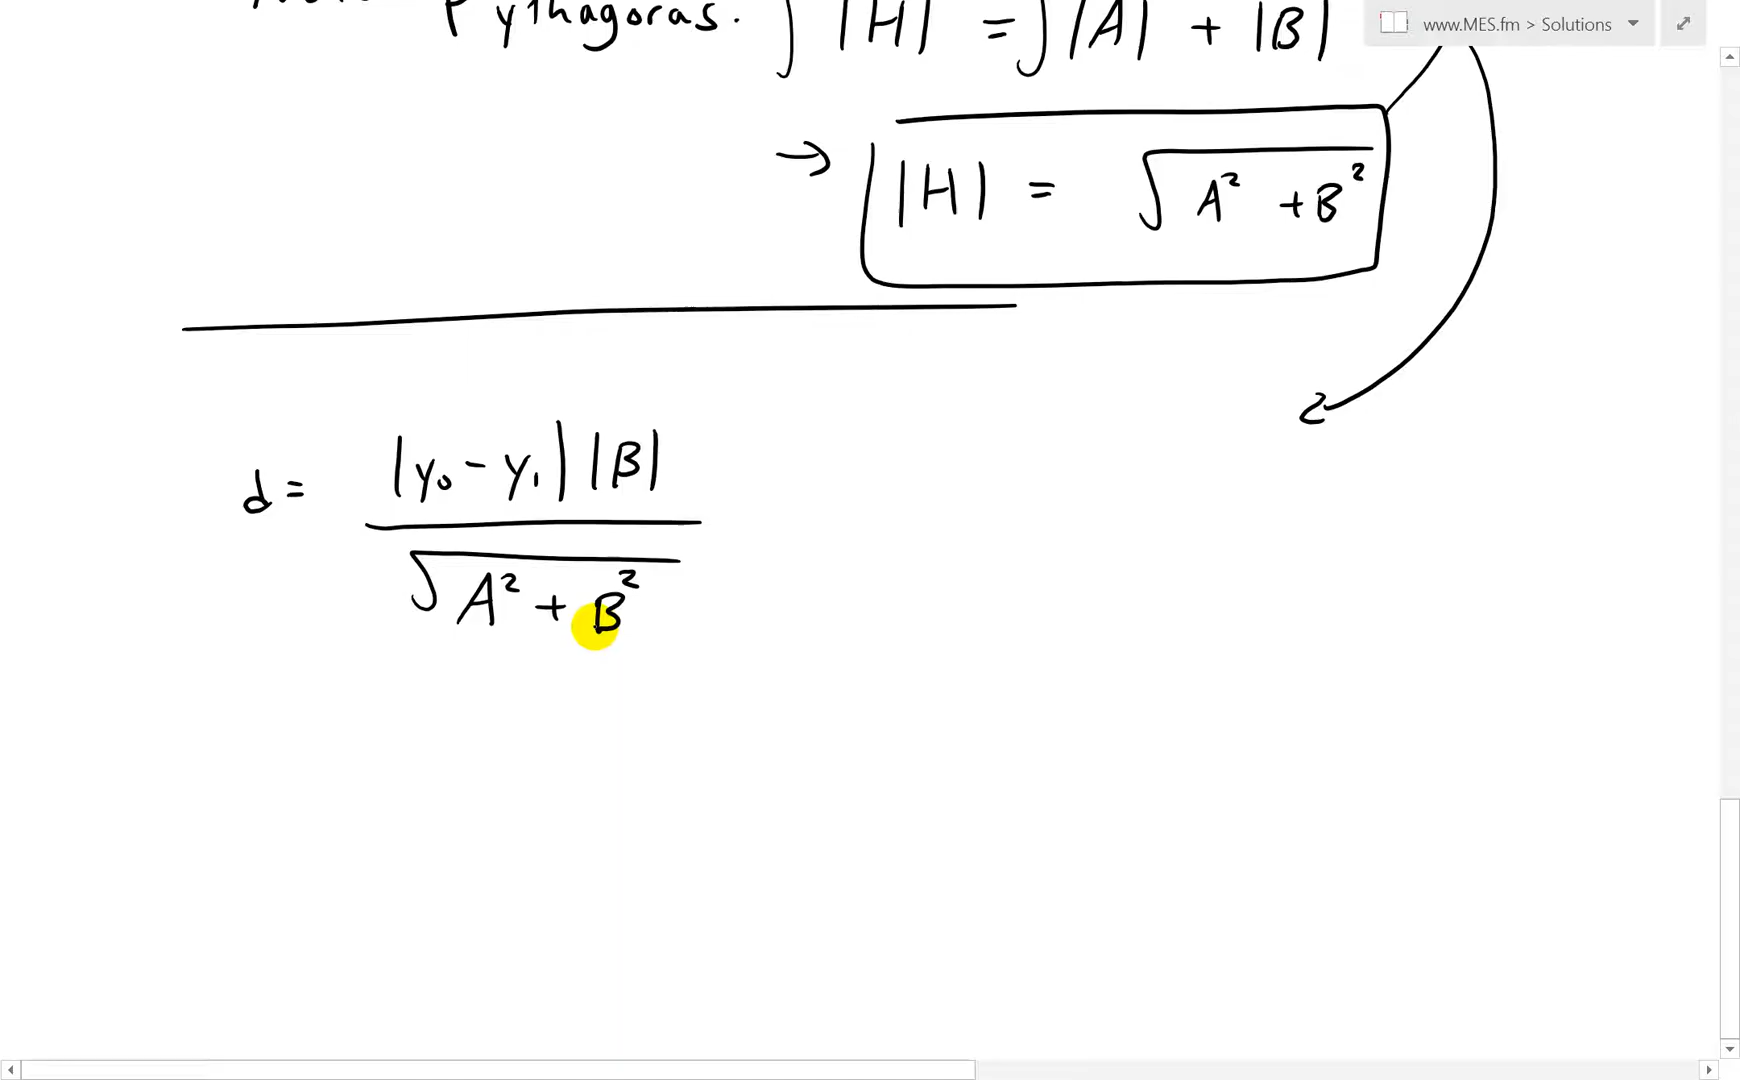 Pythagoras. √|H| = √|A| + |B|
www.MES.fm > Solutions
→ |H| = √A² + B²
d = |y₀ - y₁| |B|
√A² + B²